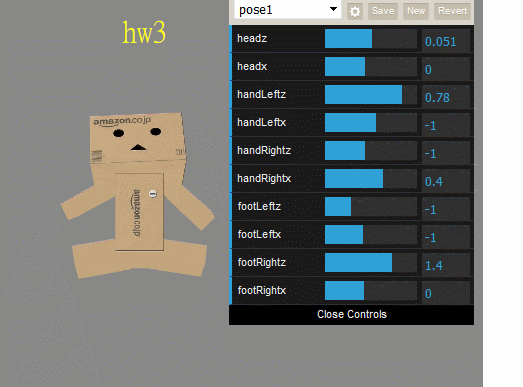 hw3
pose1
Save
New
Revert
headz
0.051
headx
0
handLeftz
0.78
handLeftx
-1
handRightz
-1
handRightx
0.4
footLeftz
-1
footLeftx
-1
footRightz
1.4
footRightx
0
Close Controls
amazon.co.jp
amazon.co.jp